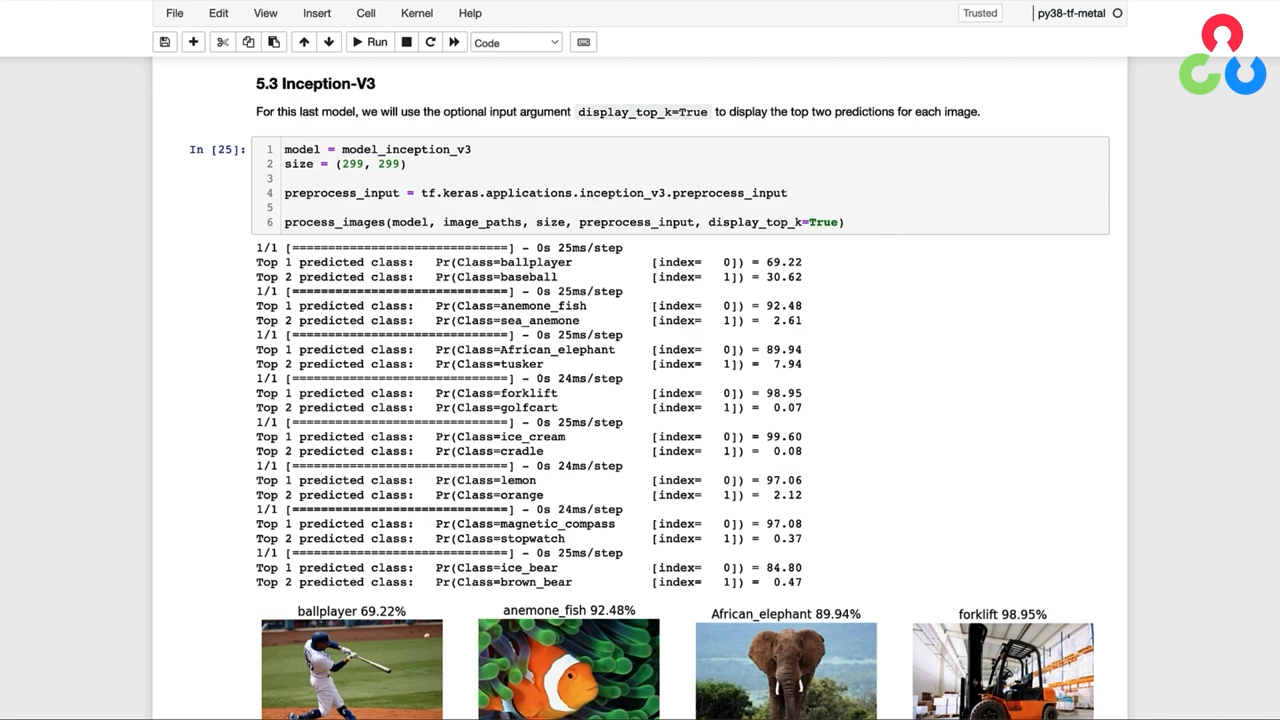 File Edit View Insert Cell Kernel Help Trusted py38-tf-metal
Run Code
5.3 Inception-V3
For this last model, we will use the optional input argument display_top_k=True to display the top two predictions for each image.
In [25]: 1 model = model_inception_v3
2 size = (299, 299)
3
4 preprocess_input = tf.keras.applications.inception_v3.preprocess_input
5
6 process_images(model, image_paths, size, preprocess_input, display_top_k=True)
1/1 [==============================] - 0s 25ms/step
Top 1 predicted class: Pr(Class=ballplayer [index= 0]) = 69.22
Top 2 predicted class: Pr(Class=baseball [index= 1]) = 30.62
1/1 [==============================] - 0s 25ms/step
Top 1 predicted class: Pr(Class=anemone_fish [index= 0]) = 92.48
Top 2 predicted class: Pr(Class=sea_anemone [index= 1]) = 2.61
1/1 [==============================] - 0s 25ms/step
Top 1 predicted class: Pr(Class=African_elephant [index= 0]) = 89.94
Top 2 predicted class: Pr(Class=tusker [index= 1]) = 7.94
1/1 [==============================] - 0s 24ms/step
Top 1 predicted class: Pr(Class=forklift [index= 0]) = 98.95
Top 2 predicted class: Pr(Class=golfcart [index= 1]) = 0.07
1/1 [==============================] - 0s 25ms/step
Top 1 predicted class: Pr(Class=ice_cream [index= 0]) = 99.60
Top 2 predicted class: Pr(Class=cradle [index= 1]) = 0.08
1/1 [==============================] - 0s 24ms/step
Top 1 predicted class: Pr(Class=lemon [index= 0]) = 97.06
Top 2 predicted class: Pr(Class=orange [index= 1]) = 2.12
1/1 [==============================] - 0s 24ms/step
Top 1 predicted class: Pr(Class=magnetic_compass [index= 0]) = 97.08
Top 2 predicted class: Pr(Class=stopwatch [index= 1]) = 0.37
1/1 [==============================] - 0s 25ms/step
Top 1 predicted class: Pr(Class=ice_bear [index= 0]) = 84.80
Top 2 predicted class: Pr(Class=brown_bear [index= 1]) = 0.47
ballplayer 69.22% anemone_fish 92.48% African_elephant 89.94% forklift 98.95%